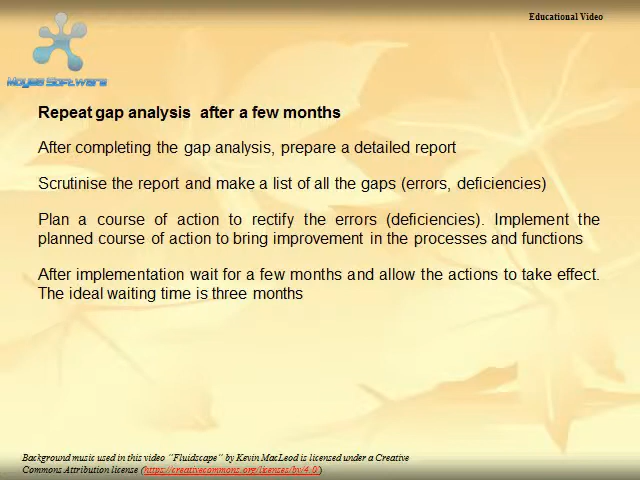 Educational Video
Moyea Software
Repeat gap analysis after a few months
After completing the gap analysis, prepare a detailed report
Scrutinise the report and make a list of all the gaps (errors, deficiencies)
Plan a course of action to rectify the errors (deficiencies). Implement the
planned course of action to bring improvement in the processes and functions
After implementation wait for a few months and allow the actions to take effect.
The ideal waiting time is three months
Background music used in this video "Fluidscape" by Kevin MacLeod is licensed under a Creative
Commons Attribution license (https://creativecommons.org/licenses/by/4.0/)